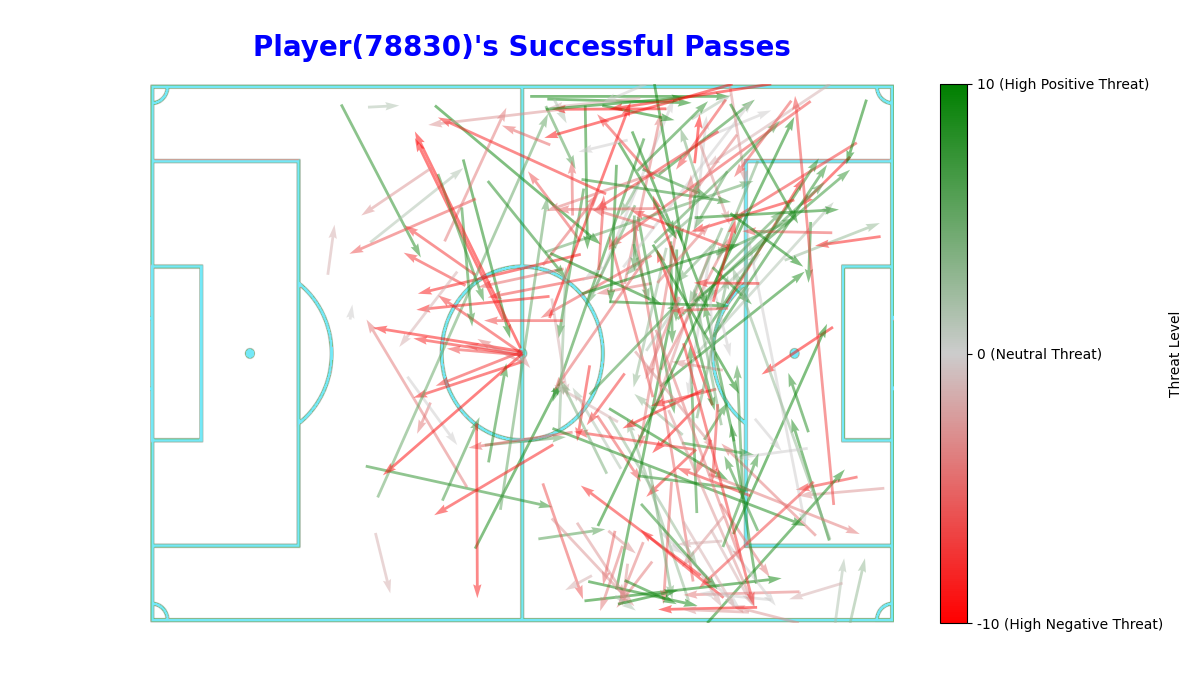 Player(78830)'s Successful Passes
10 (High Positive Threat)
0 (Neutral Threat)
-10 (High Negative Threat)
Threat Level